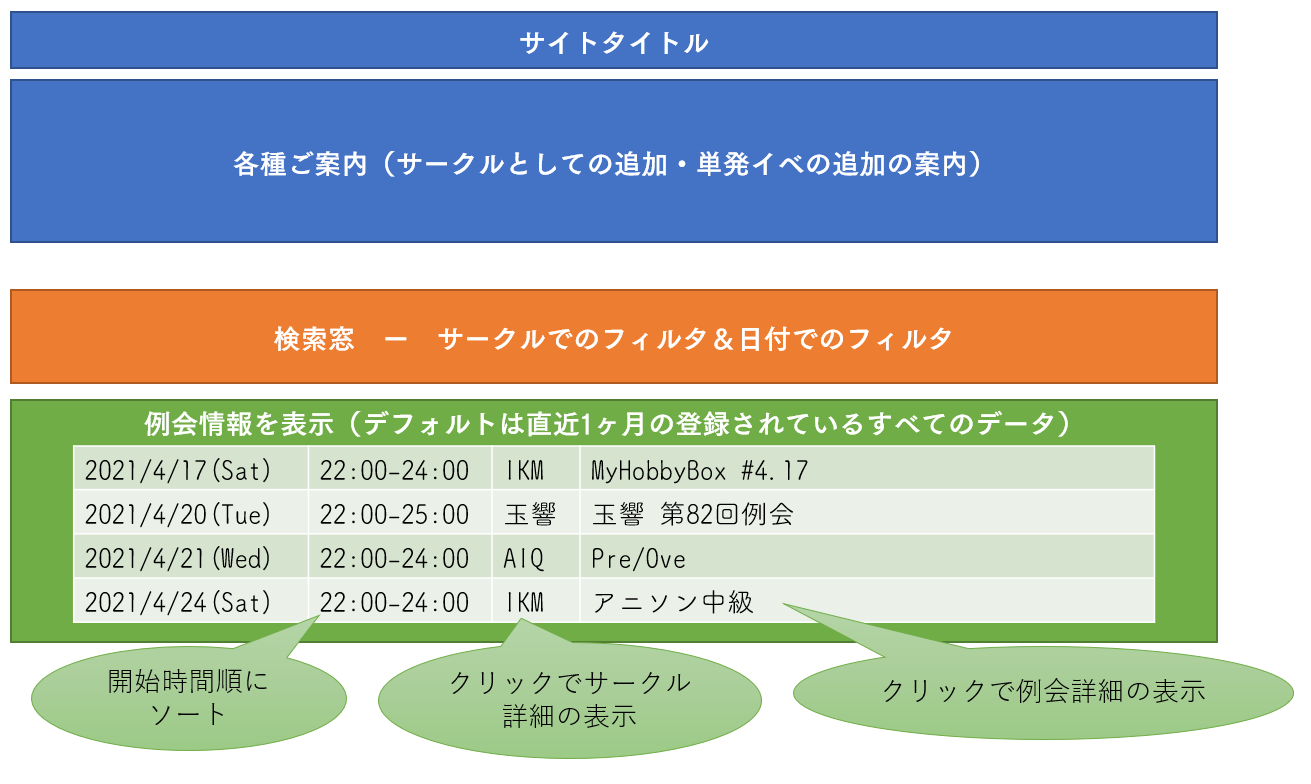 サイトタイトル
各種ご案内（サークルとしての追加・単発イベの追加の案内）
検索窓　ー　サークルでのフィルタ＆日付でのフィルタ
例会情報を表示（デフォルトは直近1ヶ月の登録されているすべてのデータ）
2021/4/17(Sat) 22:00-24:00 IKM MyHobbyBox #4.17
2021/4/20(Tue) 22:00-25:00 玉響 玉響 第82回例会
2021/4/21(Wed) 22:00-24:00 AIQ Pre/Ove
2021/4/24(Sat) 22:00-24:00 IKM アニソン中級
開始時間順に
ソート
クリックでサークル
詳細の表示
クリックで例会詳細の表示